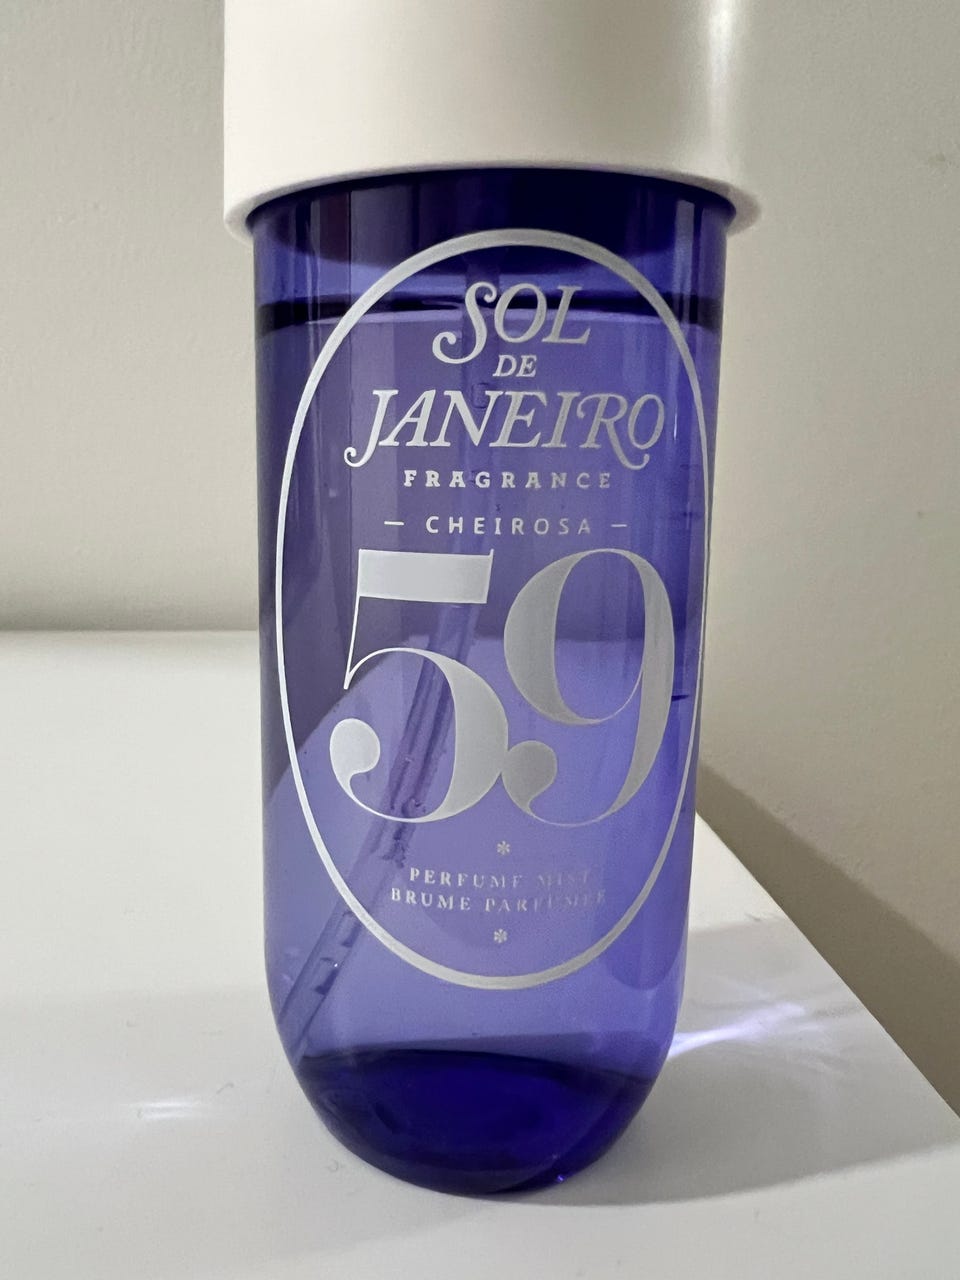 SOL
DE
JANEIRO
FRAGRANCE
— CHEIROSA —
59
*
PERFUME MIST
BRUME PARFUMÉE
*